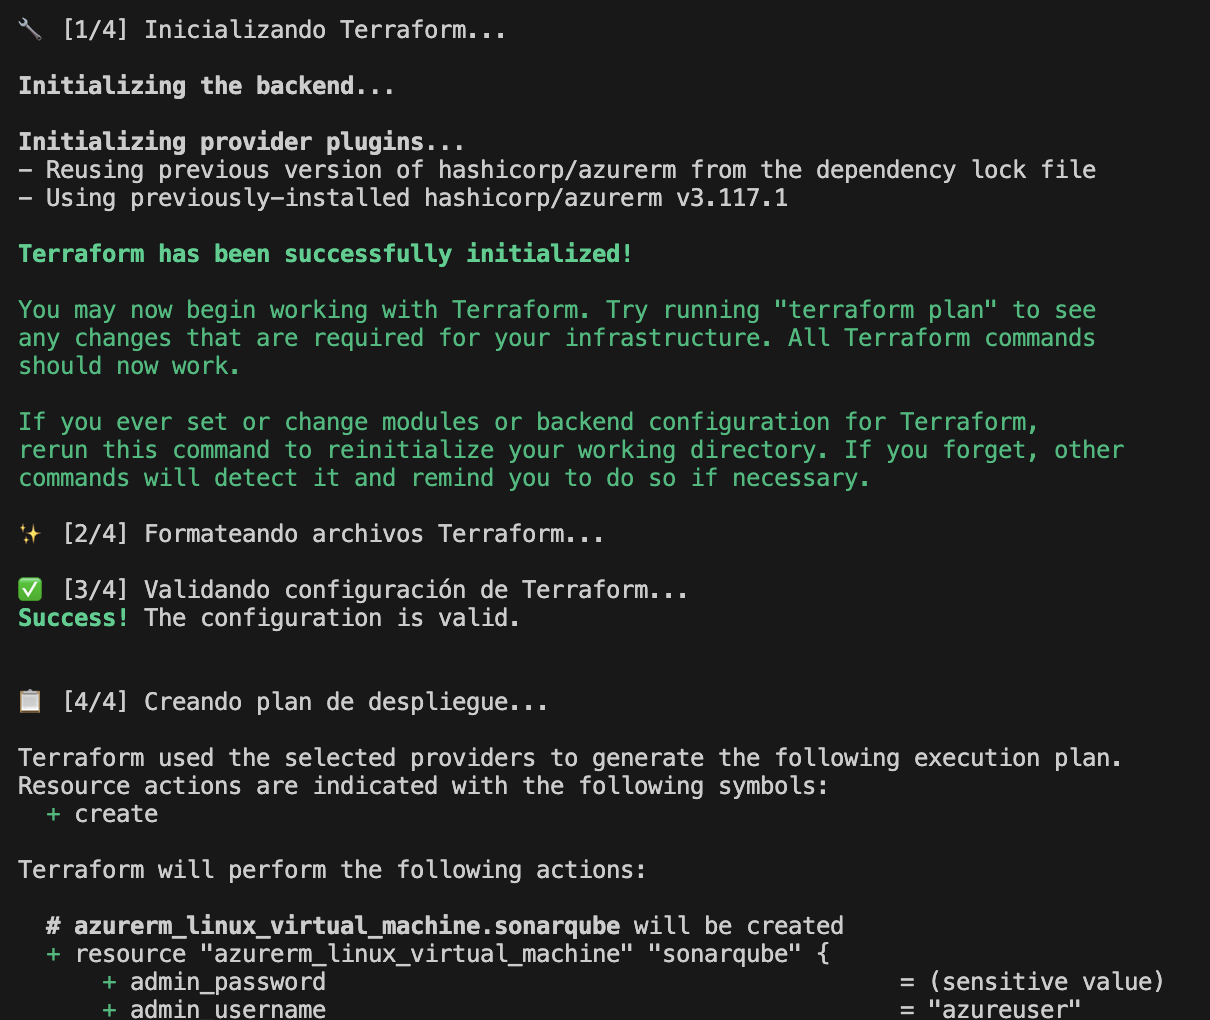 🔧 [1/4] Inicializando Terraform...
Initializing the backend...
Initializing provider plugins...
- Reusing previous version of hashicorp/azurerm from the dependency lock file
- Using previously-installed hashicorp/azurerm v3.117.1
Terraform has been successfully initialized!
You may now begin working with Terraform. Try running "terraform plan" to see
any changes that are required for your infrastructure. All Terraform commands
should now work.
If you ever set or change modules or backend configuration for Terraform,
rerun this command to reinitialize your working directory. If you forget, other
commands will detect it and remind you to do so if necessary.
✨ [2/4] Formateando archivos Terraform...
✅ [3/4] Validando configuración de Terraform...
Success! The configuration is valid.
📋 [4/4] Creando plan de despliegue...
Terraform used the selected providers to generate the following execution plan.
Resource actions are indicated with the following symbols:
+ create
Terraform will perform the following actions:
# azurerm_linux_virtual_machine.sonarqube will be created
+ resource "azurerm_linux_virtual_machine" "sonarqube" {
+ admin_password = (sensitive value)
+ admin_username = "azureuser"